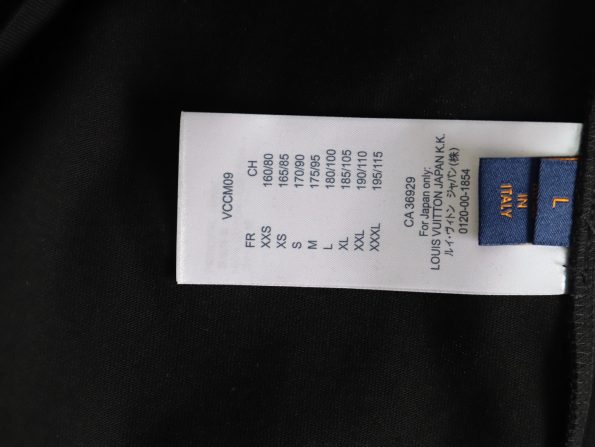 VCCM09
FR CH
XXS 160/80
XS 165/85
S 170/90
M 175/95
L 180/100
XL 185/105
XXL 190/110
XXXL 195/115
CA 36929
For Japan only:
LOUIS VUITTON JAPAN K.K.
ルイ・ヴィトン ジャパン(株)
0120-00-1854
IN
ITALY
L